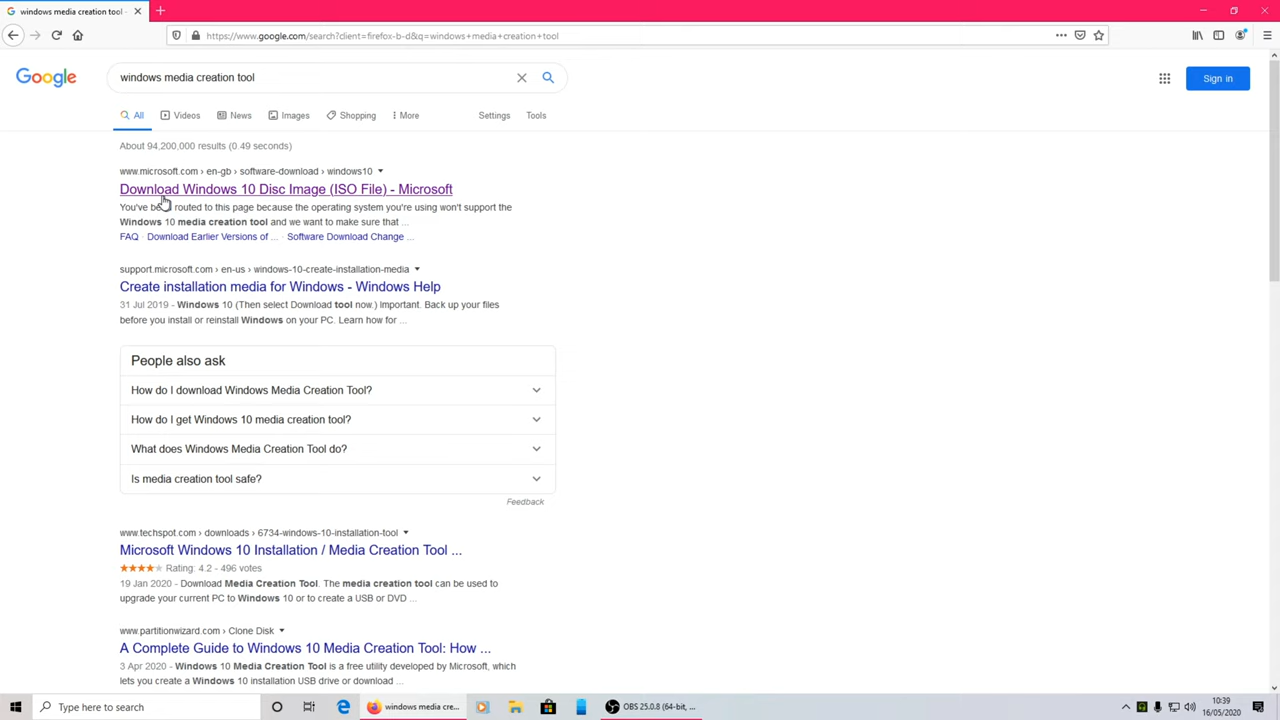 windows media creation tool -
https://www.google.com/search?client=firefox-b-d&q=windows+media+creation+tool
Google
windows media creation tool
Sign in
All
Videos
News
Images
Shopping
More
Settings
Tools
About 94,200,000 results (0.49 seconds)
www.microsoft.com › en-gb › software-download › windows10
Download Windows 10 Disc Image (ISO File) - Microsoft
You've be routed to this page because the operating system you're using won't support the
Windows 10 media creation tool and we want to make sure that ...
FAQ · Download Earlier Versions of ... · Software Download Change ...
support.microsoft.com › en-us › windows-10-create-installation-media
Create installation media for Windows - Windows Help
31 Jul 2019 - Windows 10 (Then select Download tool now.) Important. Back up your files
before you install or reinstall Windows on your PC. Learn how for ...
People also ask
How do I download Windows Media Creation Tool?
How do I get Windows 10 media creation tool?
What does Windows Media Creation Tool do?
Is media creation tool safe?
Feedback
www.techspot.com › downloads › 6734-windows-10-installation-tool
Microsoft Windows 10 Installation / Media Creation Tool ...
Rating: 4.2 - 496 votes
19 Jan 2020 - Download Media Creation Tool. The media creation tool can be used to
upgrade your current PC to Windows 10 or to create a USB or DVD ...
www.partitionwizard.com › Clone Disk
A Complete Guide to Windows 10 Media Creation Tool: How ...
3 Apr 2020 - Windows 10 Media Creation Tool is a free utility developed by Microsoft, which
lets you create a Windows 10 installation USB drive or download ...
Type here to search
windows media cre...
OBS 25.0.8 (64-bit, ...
10:39
16/05/2020